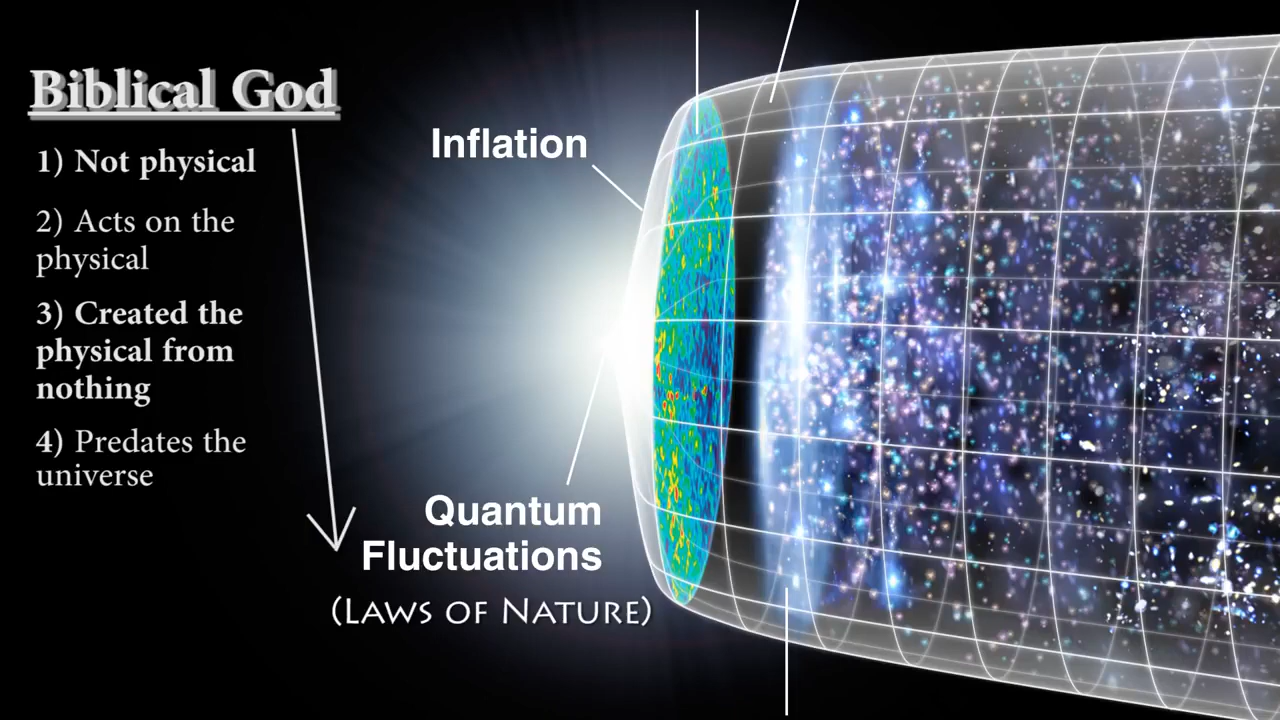 Biblical God
1) Not physical
2) Acts on the
physical
3) Created the
physical from
nothing
4) Predates the
universe
Inflation
Quantum
Fluctuations
(Laws of Nature)